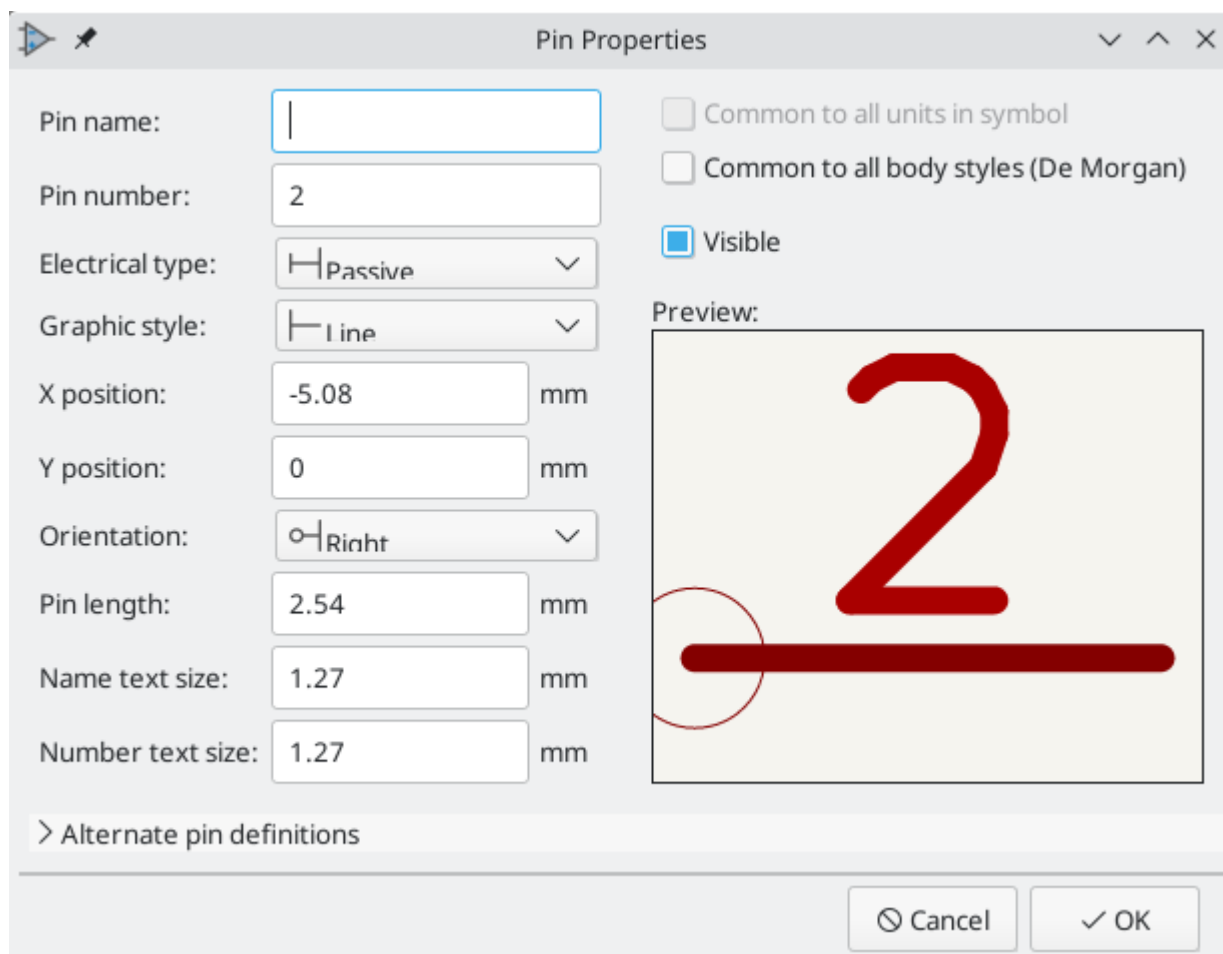 Pin Properties
Pin name:
Pin number: 2
Electrical type: Passive
Graphic style: Line
X position: -5.08 mm
Y position: 0 mm
Orientation: Right
Pin length: 2.54 mm
Name text size: 1.27 mm
Number text size: 1.27 mm
Common to all units in symbol
Common to all body styles (De Morgan)
Visible
Preview:
2
Alternate pin definitions
Cancel
OK